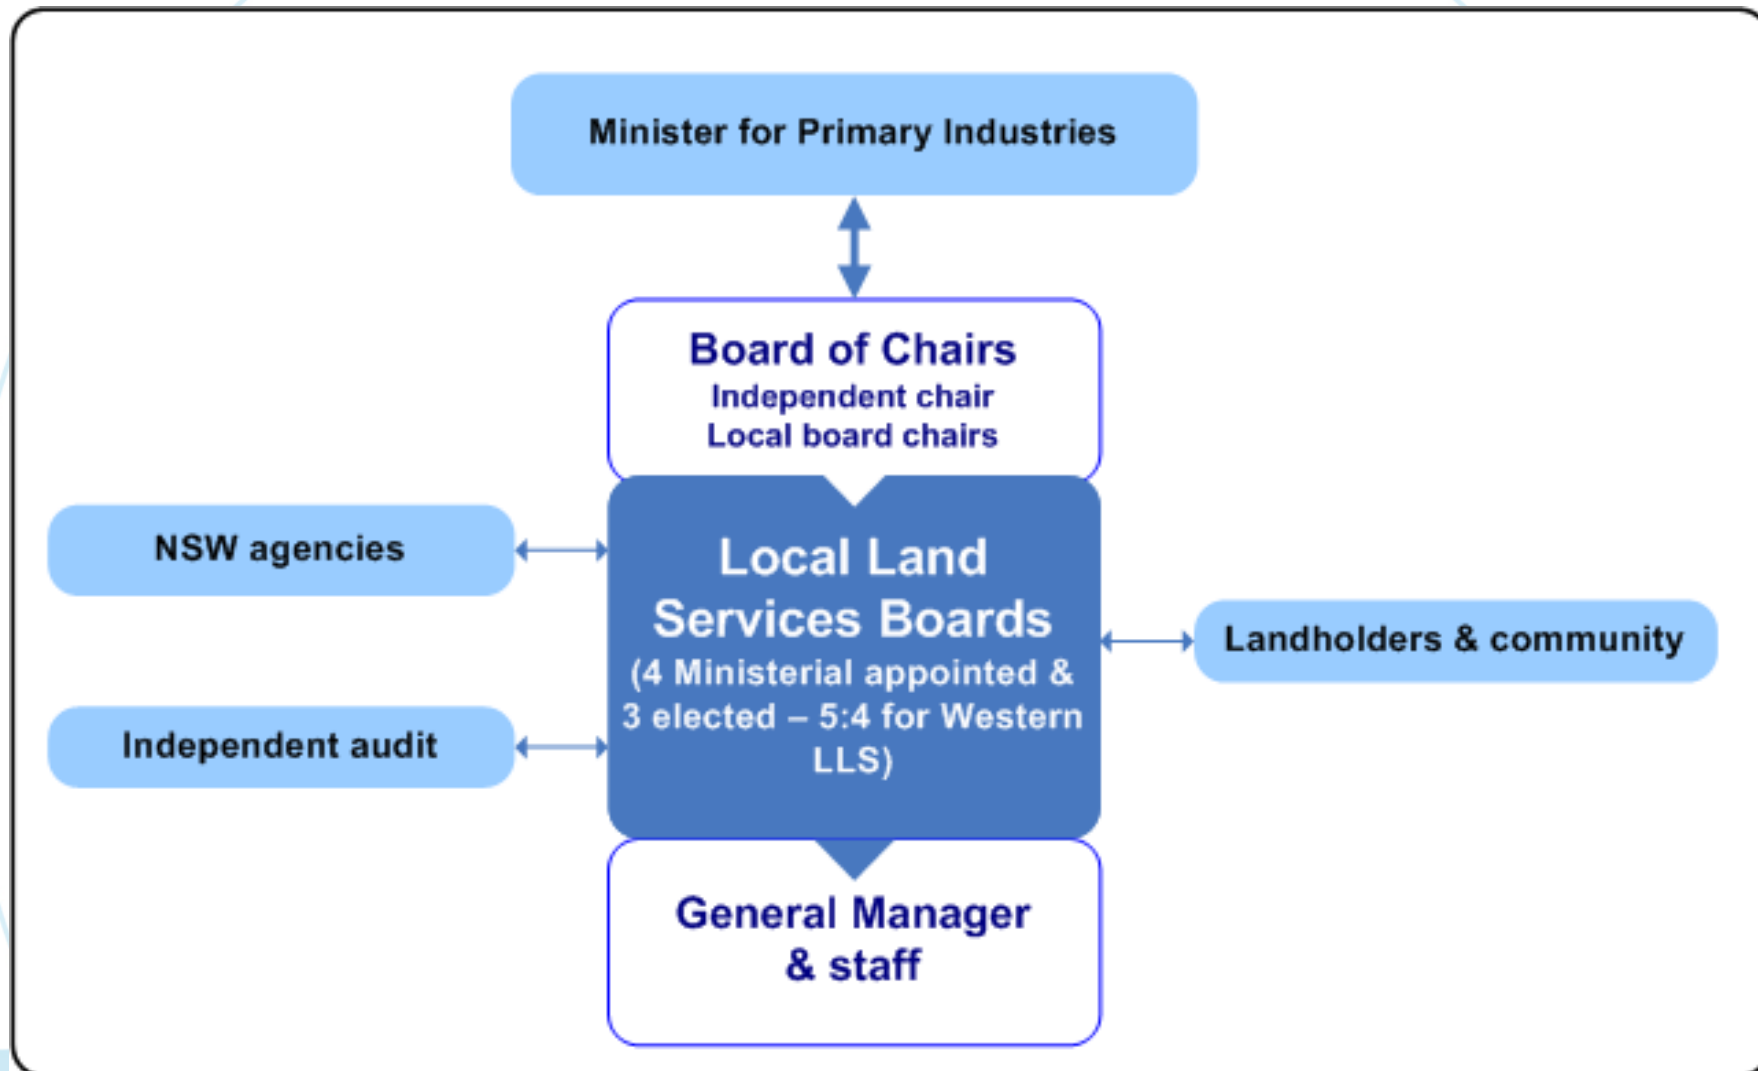 Minister for Primary Industries
Board of Chairs
Independent chair
Local board chairs
NSW agencies
Local Land
Services Boards
(4 Ministerial appointed &
3 elected – 5:4 for Western
LLS)
Landholders & community
Independent audit
General Manager
& staff